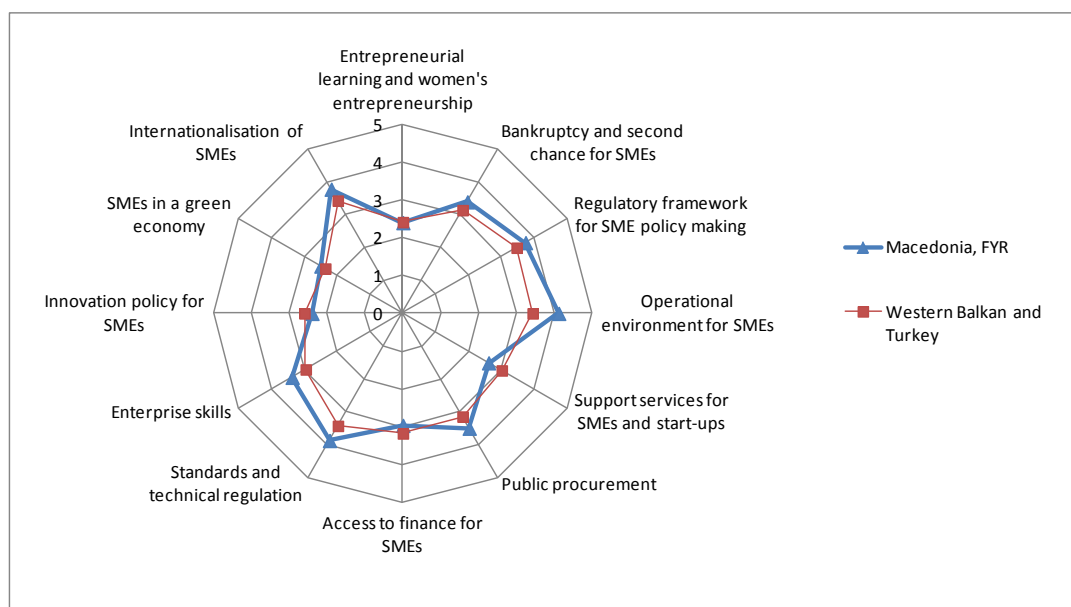 Entrepreneurial
learning and women's
entrepreneurship
Bankruptcy and second
chance for SMEs
Regulatory framework
for SME policy making
Operational
environment for SMEs
Support services for
SMEs and start-ups
Public procurement
Access to finance for
SMEs
Standards and
technical regulation
Enterprise skills
Innovation policy for
SMEs
SMEs in a green
economy
Internationalisation of
SMEs
5
4
3
2
1
0
Macedonia, FYR
Western Balkan and
Turkey